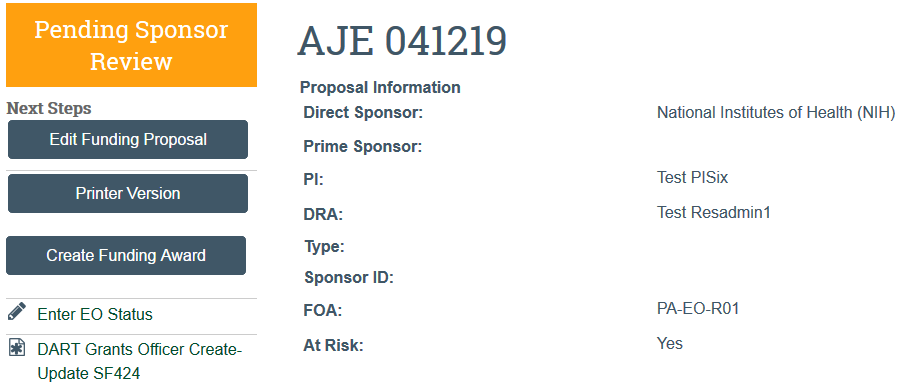 Pending Sponsor
Review
AJE 041219
Next Steps
Edit Funding Proposal
Printer Version
Create Funding Award
Enter EO Status
DART Grants Officer Create-
Update SF424
Proposal Information
Direct Sponsor: National Institutes of Health (NIH)
Prime Sponsor:
PI: Test PISix
DRA: Test Resadmin1
Type:
Sponsor ID:
FOA: PA-EO-R01
At Risk: Yes